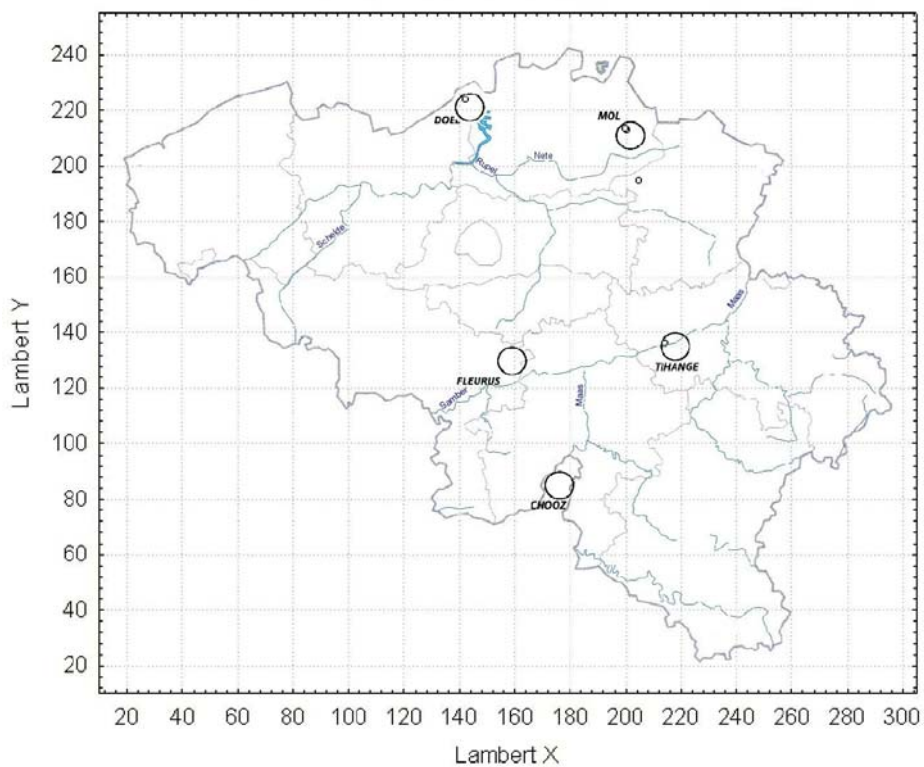 240
220
200
180
160
140
120
100
80
60
40
20
Lambert Y
DOEL
MOL
Rupel
Nete
Schelde
Maas
FLEURUS
TIHANGE
Samber
Maas
CHOOZ
20 40 60 80 100 120 140 160 180 200 220 240 260 280 300
Lambert X